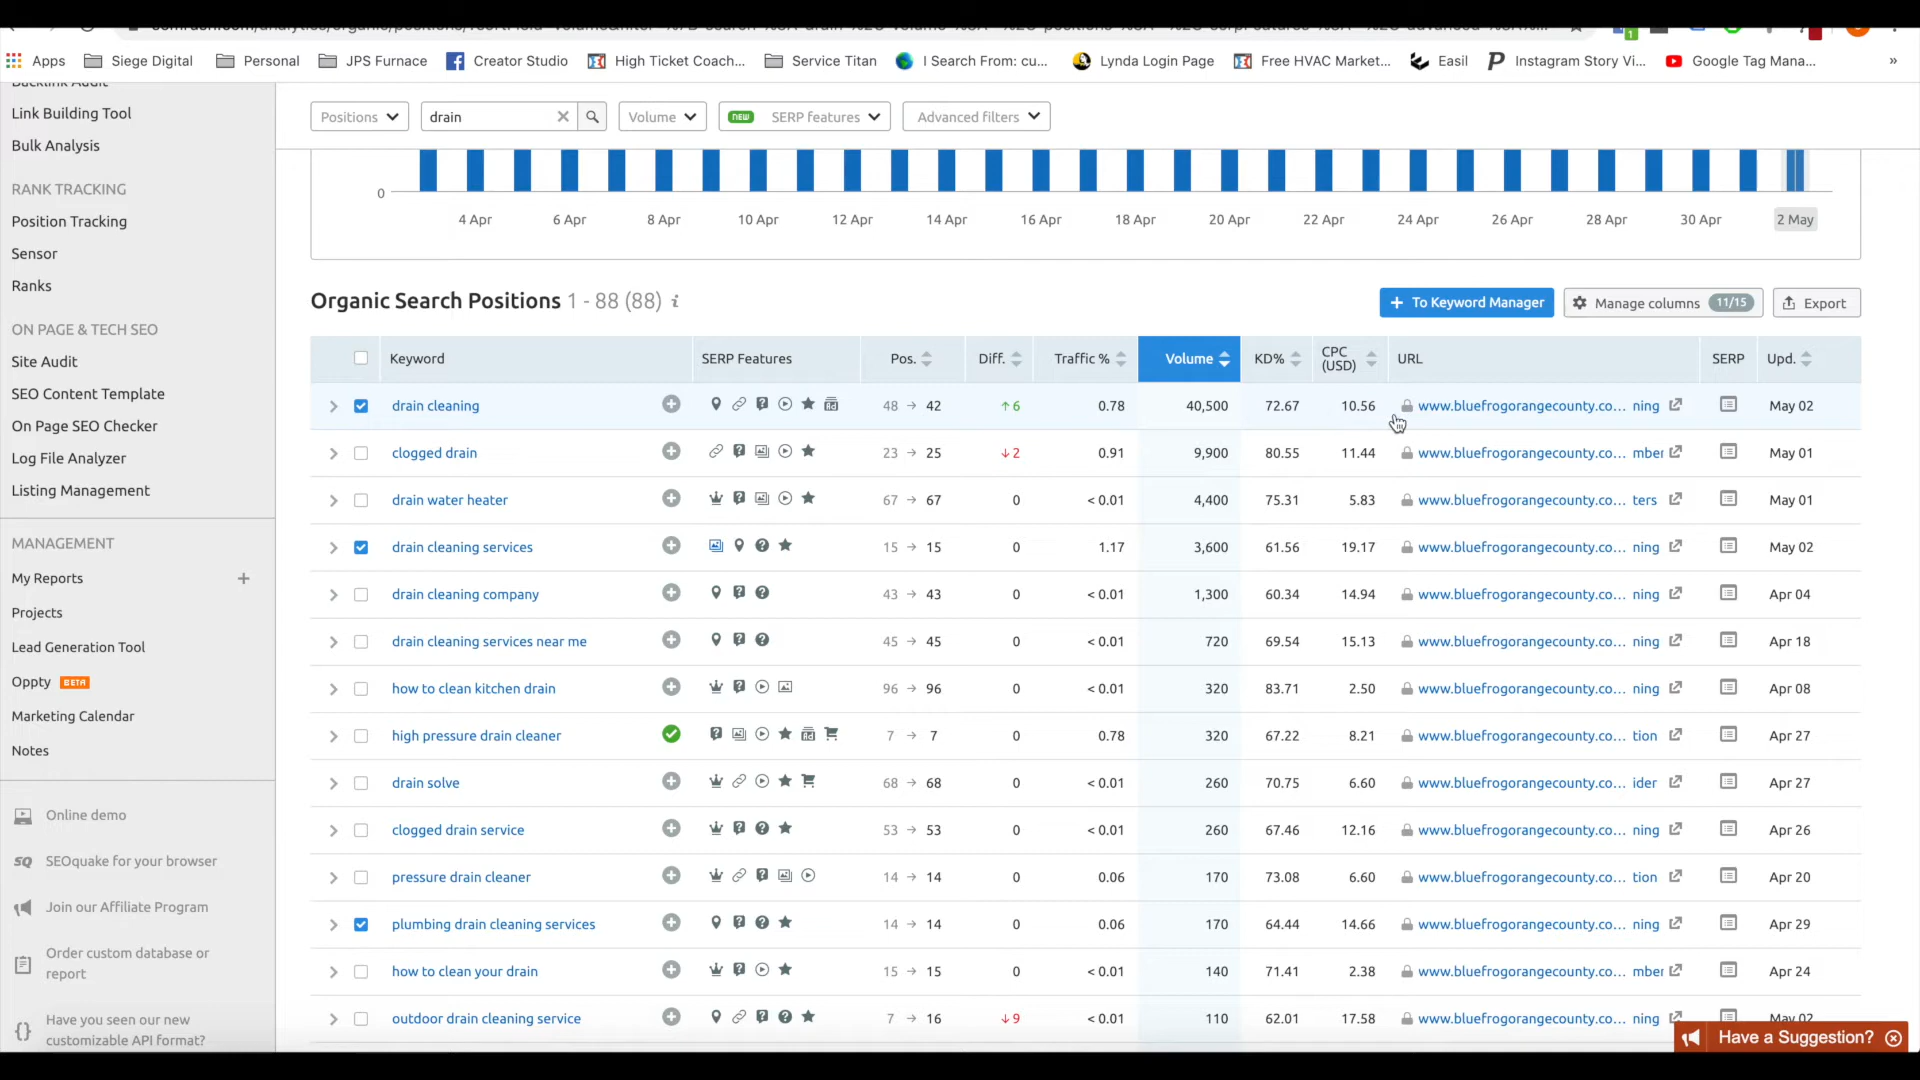 Apps Siege Digital Personal JPS Furnace Creator Studio High Ticket Coach... Service Titan I Search From: cu... Lynda Login Page Free HVAC Market... Easil Instagram Story Vi... Google Tag Mana... »
Backlink Audit
Link Building Tool
Bulk Analysis
RANK TRACKING
Position Tracking
Sensor
Ranks
ON PAGE & TECH SEO
Site Audit
SEO Content Template
On Page SEO Checker
Log File Analyzer
Listing Management
MANAGEMENT
My Reports +
Projects
Lead Generation Tool
Oppty BETA
Marketing Calendar
Notes
Online demo
SEOquake for your browser
Join our Affiliate Program
Order custom database or
report
Have you seen our new
customizable API format?
Positions drain Volume NEW SERP features Advanced filters
0
4 Apr 6 Apr 8 Apr 10 Apr 12 Apr 14 Apr 16 Apr 18 Apr 20 Apr 22 Apr 24 Apr 26 Apr 28 Apr 30 Apr 2 May
Organic Search Positions 1 - 88 (88) i
+ To Keyword Manager Manage columns 11/15 Export
Keyword SERP Features Pos. Diff. Traffic % Volume KD% CPC (USD) URL SERP Upd.
drain cleaning 48 → 42 ↑6 0.78 40,500 72.67 10.56 www.bluefrogorangecounty.co... ning May 02
clogged drain 23 → 25 ↓2 0.91 9,900 80.55 11.44 www.bluefrogorangecounty.co... mber May 01
drain water heater 67 → 67 0 < 0.01 4,400 75.31 5.83 www.bluefrogorangecounty.co... ters May 01
drain cleaning services 15 → 15 0 1.17 3,600 61.56 19.17 www.bluefrogorangecounty.co... ning May 02
drain cleaning company 43 → 43 0 < 0.01 1,300 60.34 14.94 www.bluefrogorangecounty.co... ning Apr 04
drain cleaning services near me 45 → 45 0 < 0.01 720 69.54 15.13 www.bluefrogorangecounty.co... ning Apr 18
how to clean kitchen drain 96 → 96 0 < 0.01 320 83.71 2.50 www.bluefrogorangecounty.co... ning Apr 08
high pressure drain cleaner 7 → 7 0 0.78 320 67.22 8.21 www.bluefrogorangecounty.co... tion Apr 27
drain solve 68 → 68 0 < 0.01 260 70.75 6.60 www.bluefrogorangecounty.co... ider Apr 27
clogged drain service 53 → 53 0 < 0.01 260 67.46 12.16 www.bluefrogorangecounty.co... ning Apr 26
pressure drain cleaner 14 → 14 0 0.06 170 73.08 6.60 www.bluefrogorangecounty.co... tion Apr 20
plumbing drain cleaning services 14 → 14 0 0.06 170 64.44 14.66 www.bluefrogorangecounty.co... ning Apr 29
how to clean your drain 15 → 15 0 < 0.01 140 71.41 2.38 www.bluefrogorangecounty.co... mber Apr 24
outdoor drain cleaning service 7 → 16 ↓9 < 0.01 110 62.01 17.58 www.bluefrogorangecounty.co... ning May 02
Have a Suggestion?